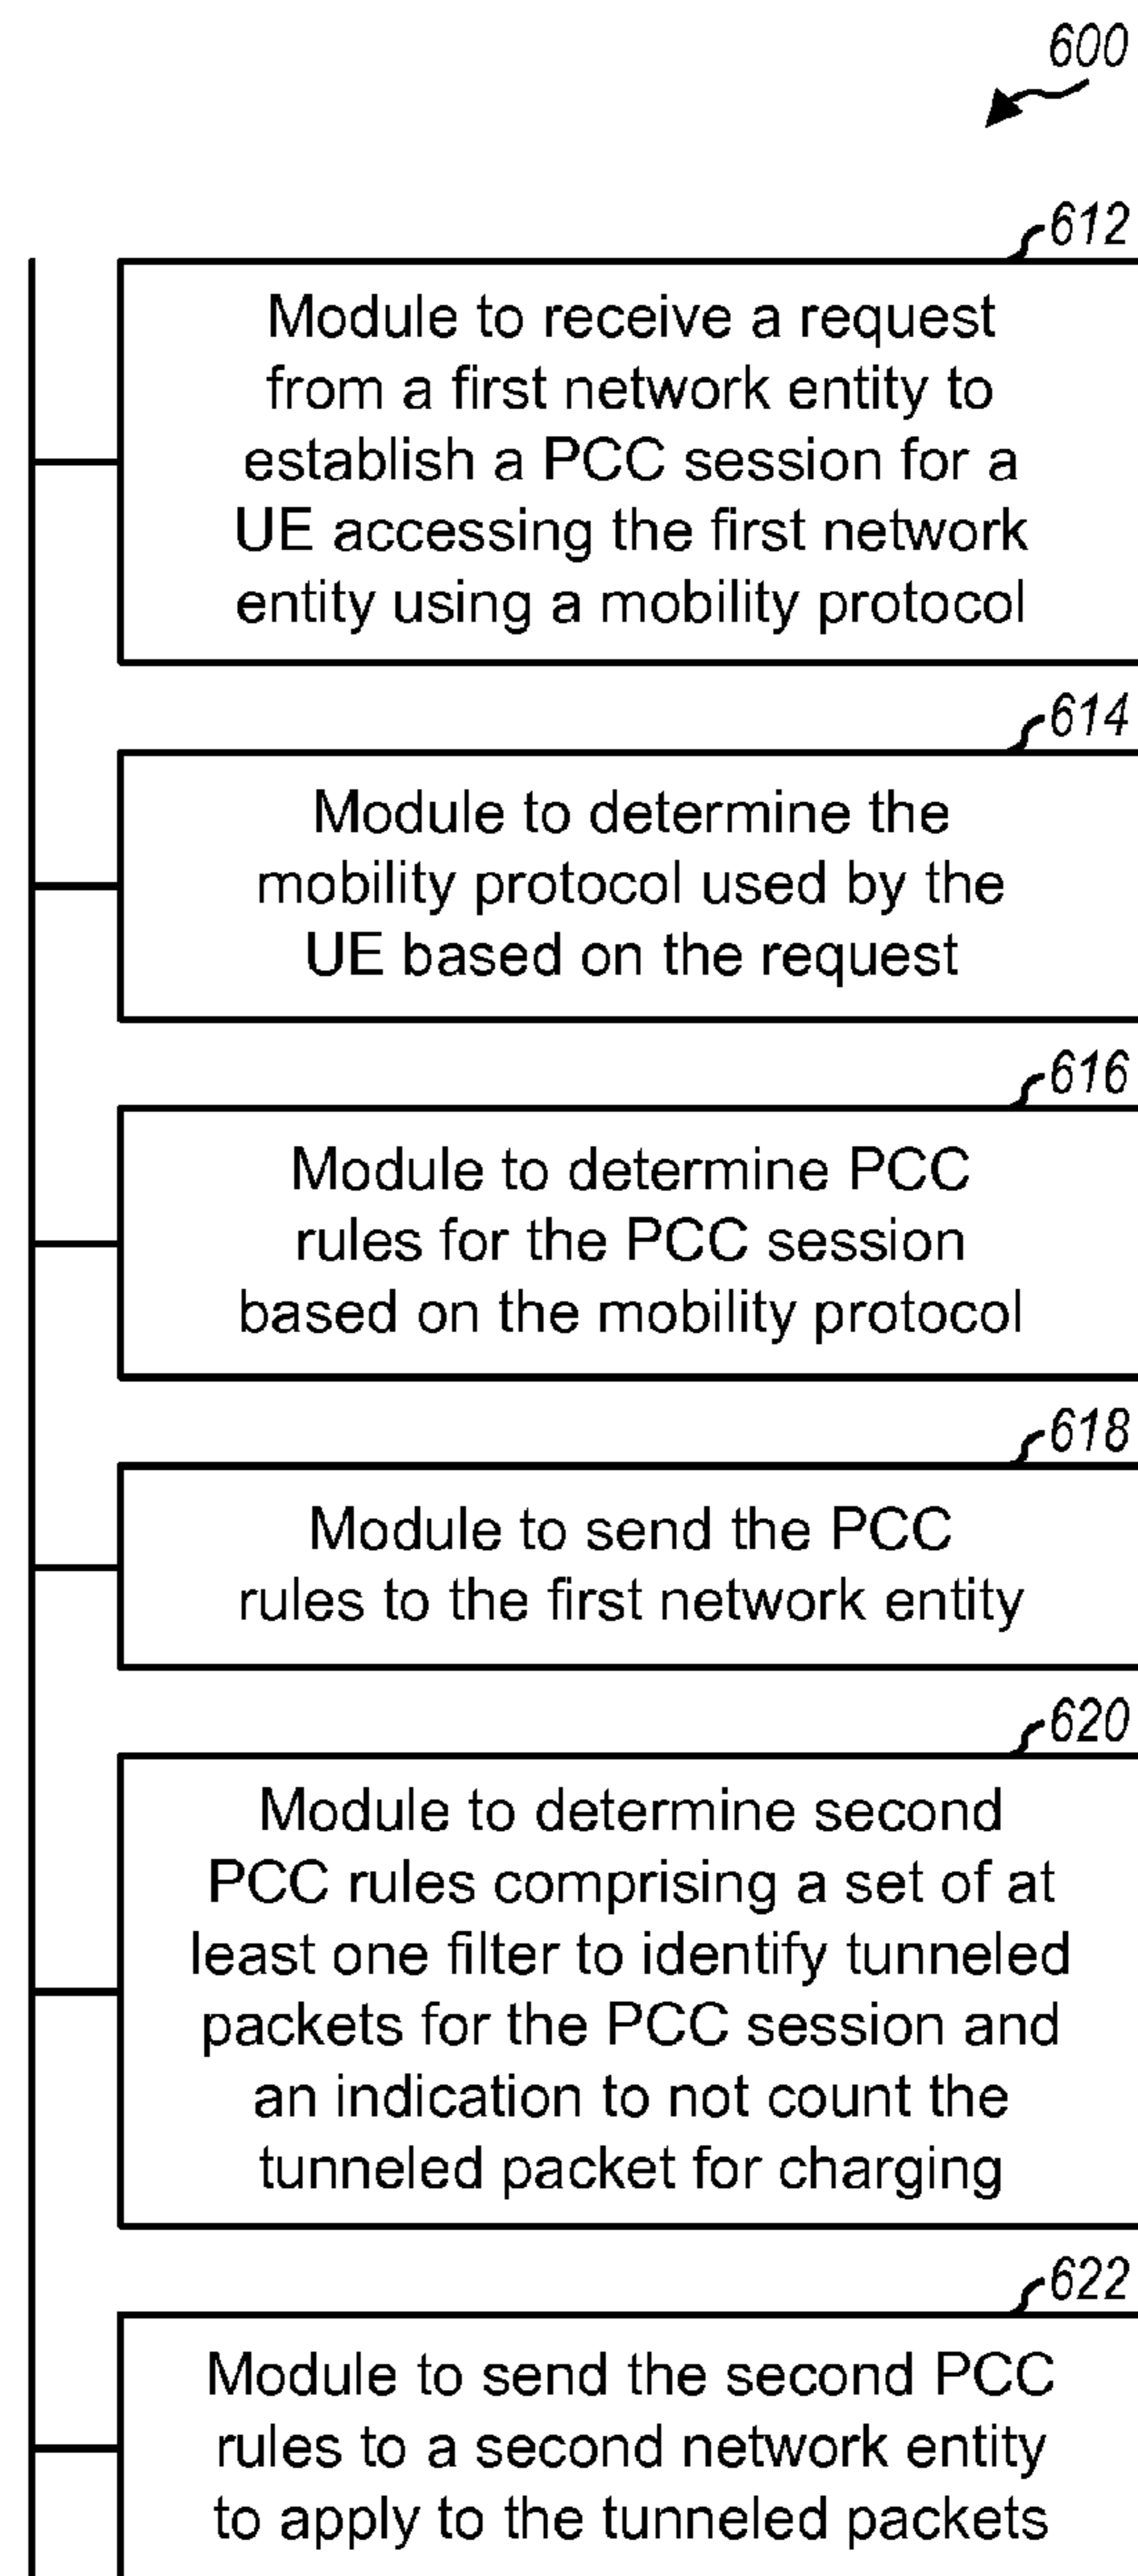 600
612
Module to receive a request
from a first network entity to
establish a PCC session for a
UE accessing the first network
entity using a mobility protocol
614
Module to determine the
mobility protocol used by the
UE based on the request
616
Module to determine PCC
rules for the PCC session
based on the mobility protocol
618
Module to send the PCC
rules to the first network entity
620
Module to determine second
PCC rules comprising a set of at
least one filter to identify tunneled
packets for the PCC session and
an indication to not count the
tunneled packet for charging
622
Module to send the second PCC
rules to a second network entity
to apply to the tunneled packets